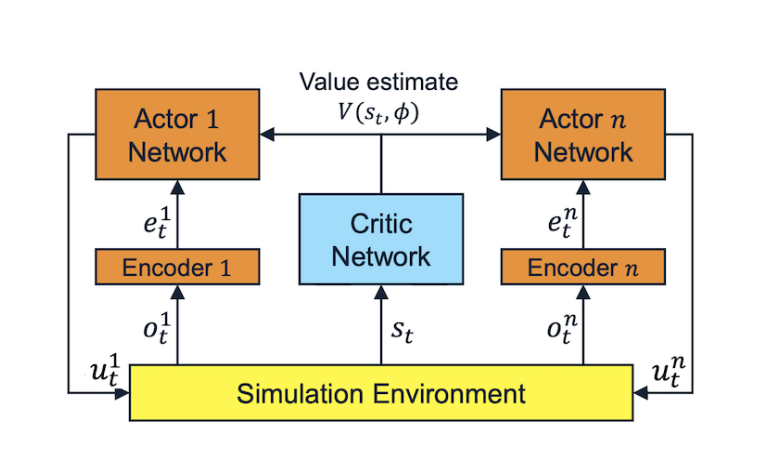 Value estimate
V(s_t, ϕ)
Actor 1
Network
Actor n
Network
Critic
Network
e_t^1
e_t^n
Encoder 1
Encoder n
o_t^1
s_t
o_t^n
u_t^1
u_t^n
Simulation Environment